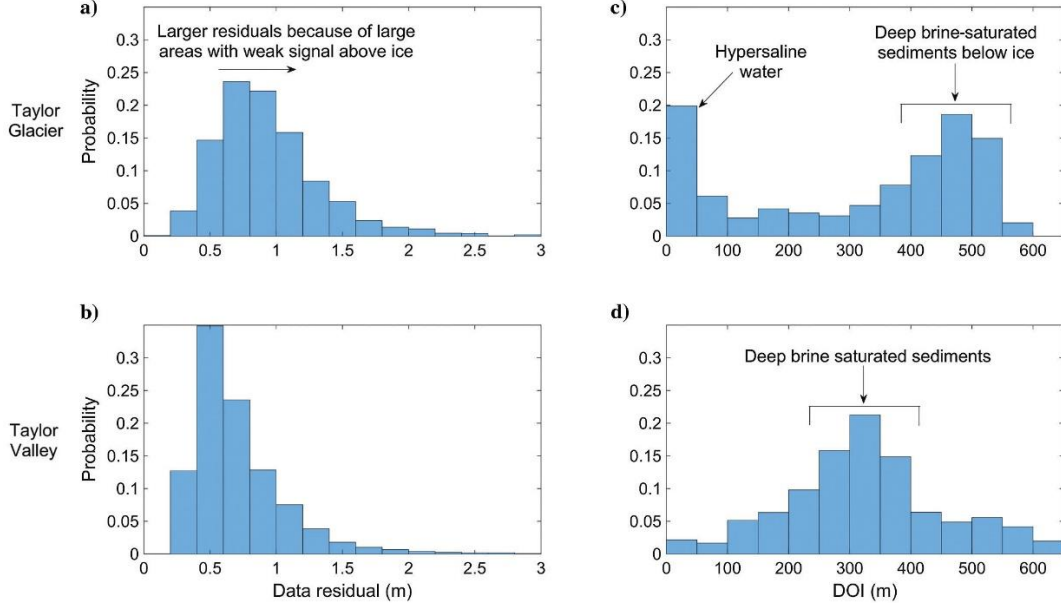 a)
Larger residuals because of large
areas with weak signal above ice
Taylor
Glacier
Probability
0.35
0.3
0.25
0.2
0.15
0.1
0.05
0
0 0.5 1 1.5 2 2.5 3
c)
Hypersaline
water
Deep brine-saturated
sediments below ice
0.35
0.3
0.25
0.2
0.15
0.1
0.05
0
0 100 200 300 400 500 600
b)
Taylor
Valley
Probability
0.3
0.25
0.2
0.15
0.1
0.05
0
0 0.5 1 1.5 2 2.5 3
Data residual (m)
d)
Deep brine saturated sediments
0.3
0.25
0.2
0.15
0.1
0.05
0
0 100 200 300 400 500 600
DOI (m)